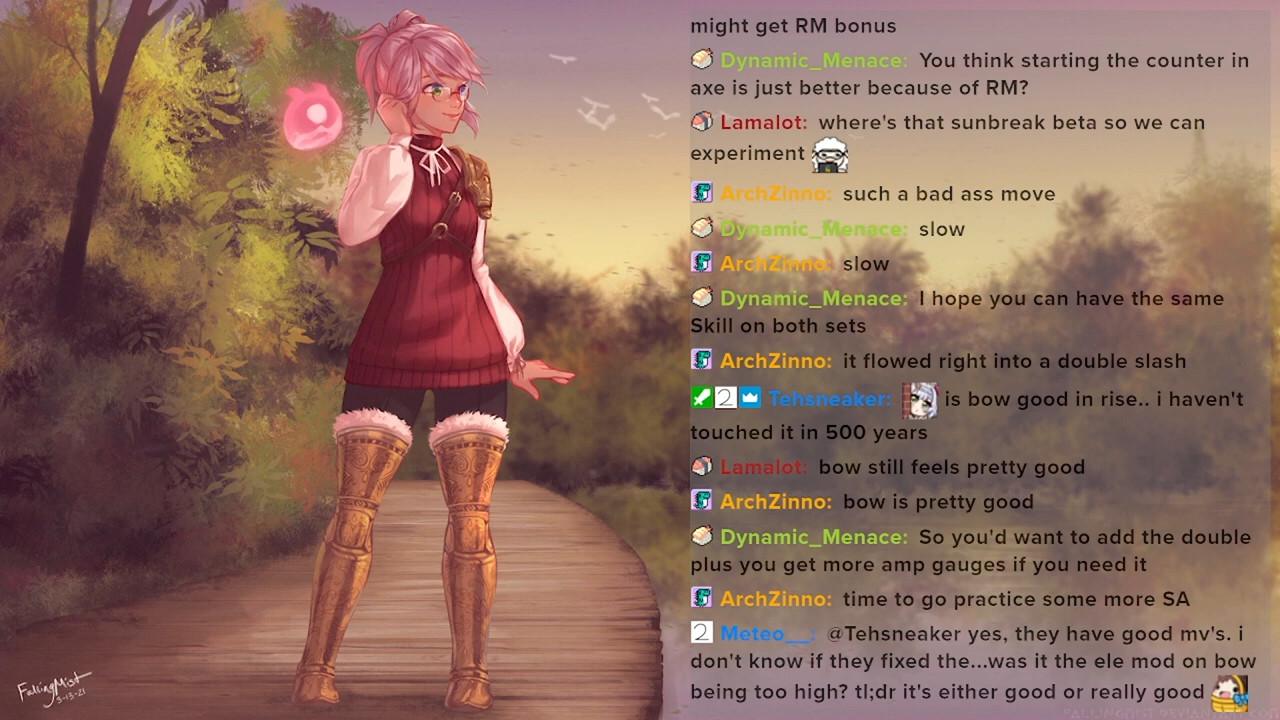 might get RM bonus
Dynamic_Menace: You think starting the counter in
axe is just better because of RM?
Lamalot: where's that sunbreak beta so we can
experiment
ArchZinno: such a bad ass move
Dynamic_Menace: slow
ArchZinno: slow
Dynamic_Menace: I hope you can have the same
Skill on both sets
ArchZinno: it flowed right into a double slash
2 Tehsneaker: is bow good in rise.. i haven't
touched it in 500 years
Lamalot: bow still feels pretty good
ArchZinno: bow is pretty good
Dynamic_Menace: So you'd want to add the double
plus you get more amp gauges if you need it
ArchZinno: time to go practice some more SA
2 Meteo__: @Tehsneaker yes, they have good mv's. i
don't know if they fixed the...was it the ele mod on bow
being too high? tl;dr it's either good or really good
FallingMist
3-13-21